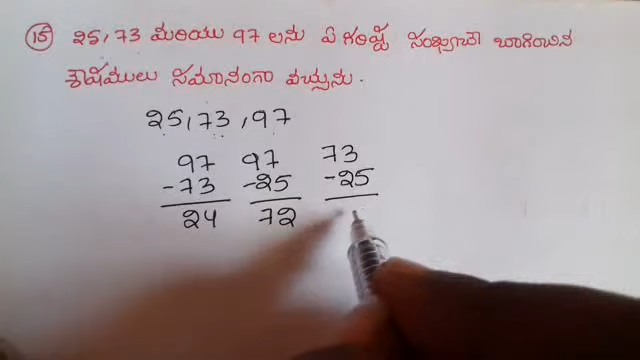 15 25,73 మరియు 97 లను ఏ గరిష్ట సంఖ్యచే బాగించిన
శేషములు సమానంగా వచ్చును.
25,73,97
97 97 73
-73 -25 -25
24 72